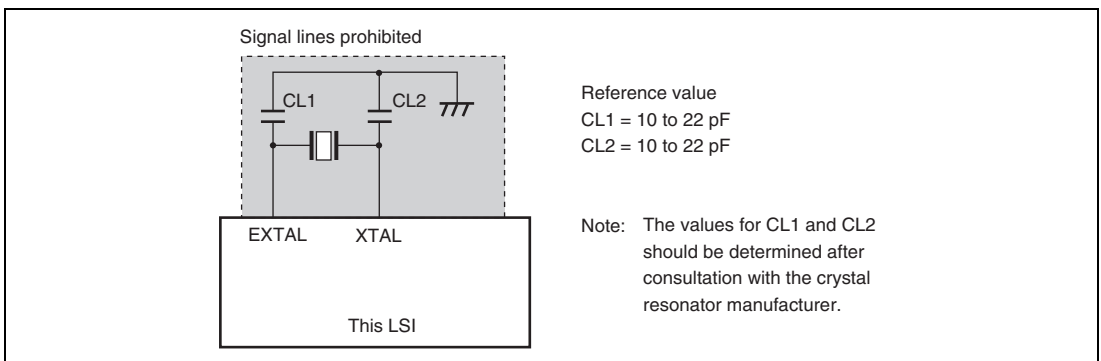 Signal lines prohibited
CL1
CL2
EXTAL
XTAL
This LSI
Reference value
CL1 = 10 to 22 pF
CL2 = 10 to 22 pF
Note: The values for CL1 and CL2
should be determined after
consultation with the crystal
resonator manufacturer.